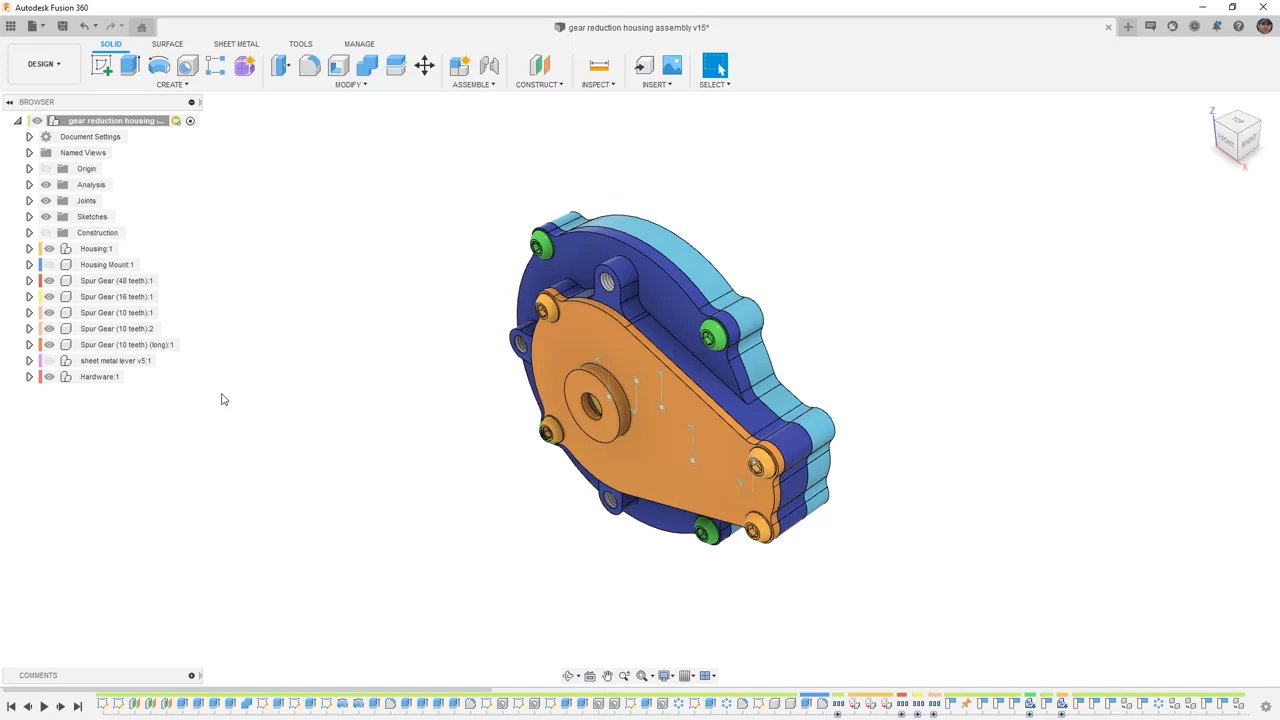 Autodesk Fusion 360
gear reduction housing assembly v15*
DESIGN
SOLID
SURFACE
SHEET METAL
TOOLS
MANAGE
CREATE
MODIFY
ASSEMBLE
CONSTRUCT
INSPECT
INSERT
SELECT
BROWSER
gear reduction housing :...
Document Settings
Named Views
Origin
Analysis
Joints
Sketches
Construction
Housing:1
Housing Mount:1
Spur Gear (48 teeth):1
Spur Gear (16 teeth):1
Spur Gear (10 teeth):1
Spur Gear (10 teeth):2
Spur Gear (10 teeth) (long):1
sheet metal lever v5:1
Hardware:1
Z
TOP
FRONT
RIGHT
X
COMMENTS